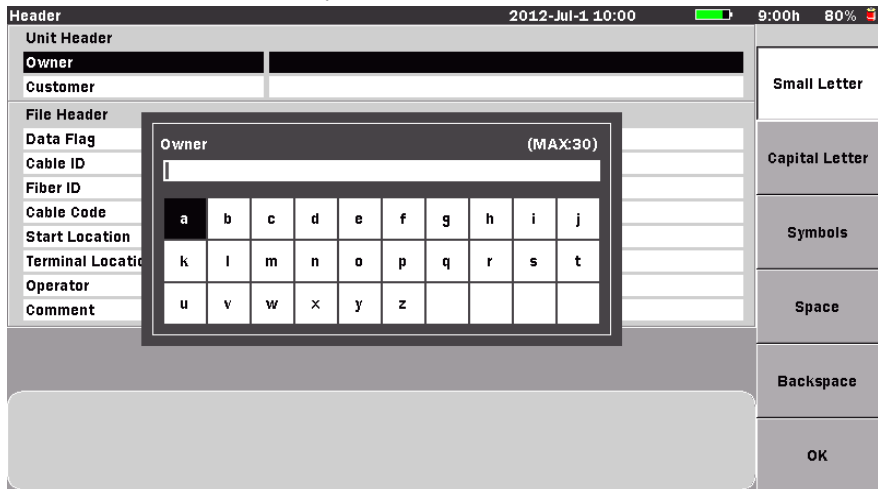 Header 2012-Jul-1 10:00 9:00h 80%
Unit Header
Owner
Customer
File Header
Data Flag
Cable ID
Fiber ID
Cable Code
Start Location
Terminal Locatio
Operator
Comment
Owner (MAX:30)
a b c d e f g h i j
k l m n o p q r s t
u v w x y z
Small Letter
Capital Letter
Symbols
Space
Backspace
OK